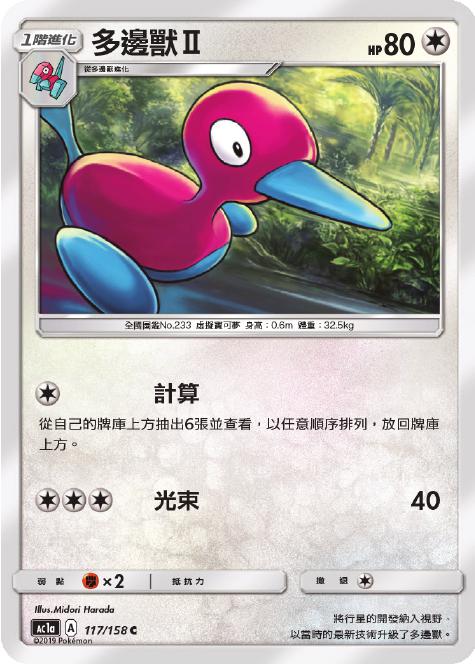 1階進化
多邊獸Ⅱ
HP80
從多邊獸進化
全國圖鑑No.233 虛擬寶可夢 身高：0.6m 體重：32.5kg
計算
從自己的牌庫上方抽出6張並查看，以任意順序排列，放回牌庫
上方。
光束 40
弱點 ×2 抵抗力 撤退
Illus.Midori Harada
AC1a A 117/158 C
©2019 Pokémon
將行星的開發納入視野，
以當時的最新技術升級了多邊獸。